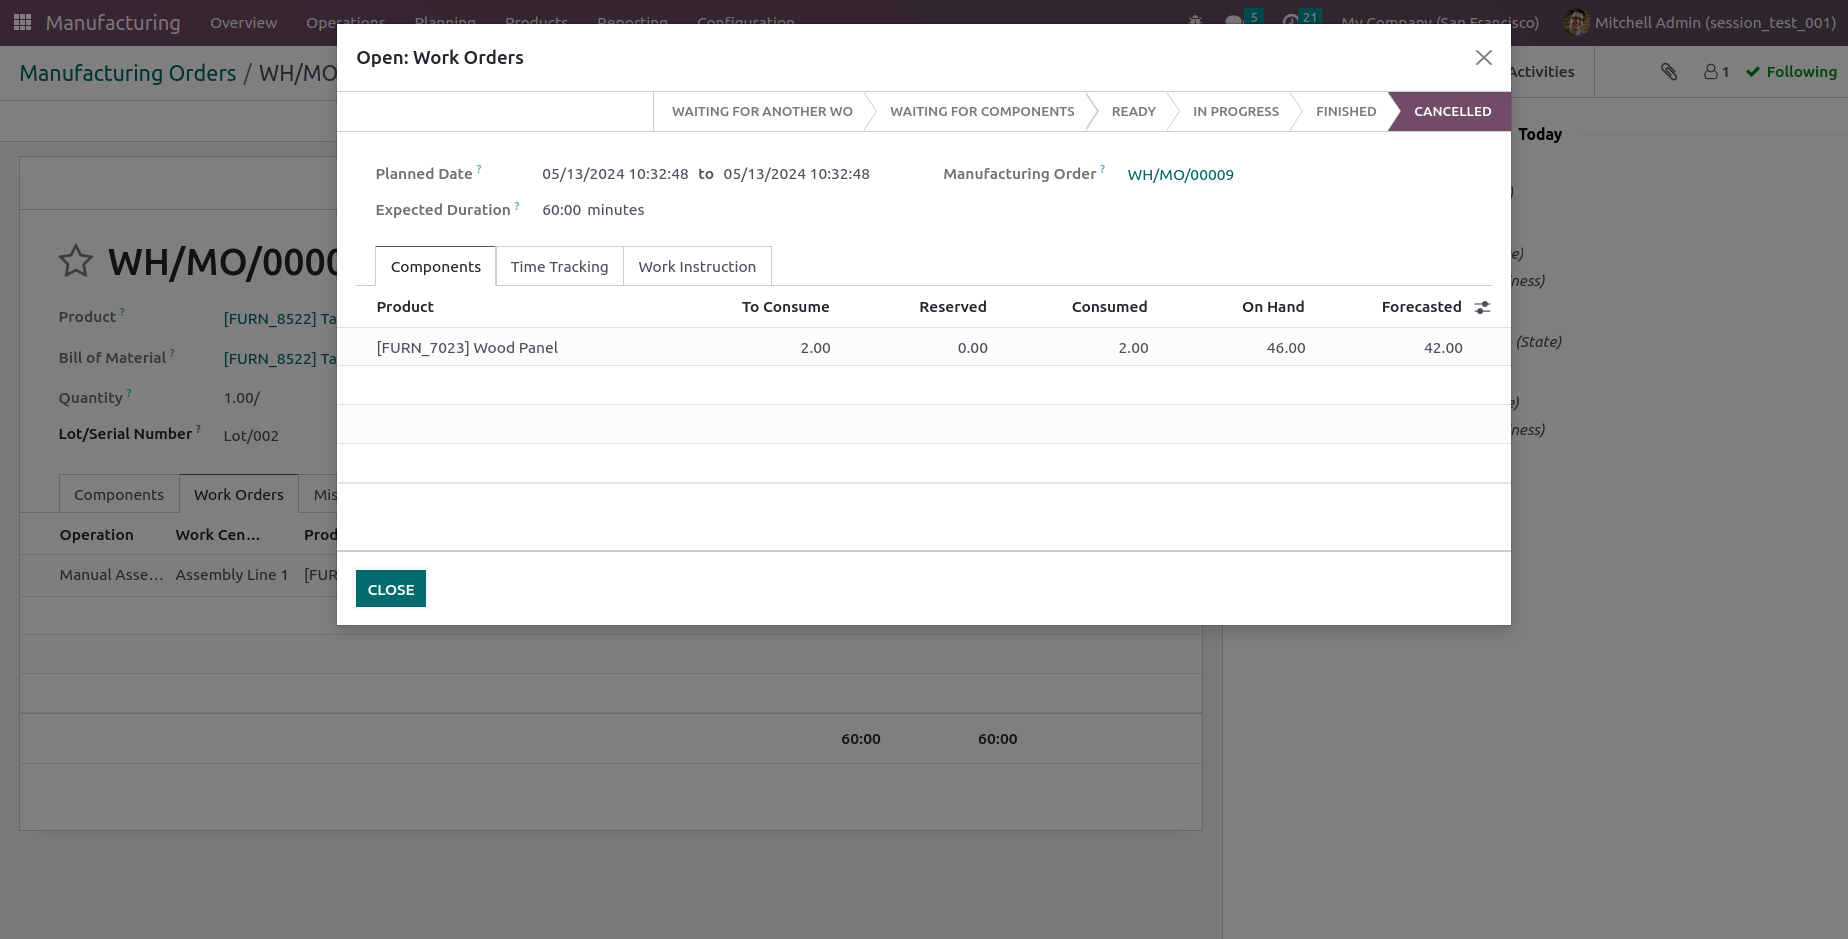 Manufacturing Overview Operations Planning Products Reporting Configuration 5 21 My Company (San Francisco) Mitchell Admin (session_test_001)
Manufacturing Orders / WH/MO
Activities 1 Following
Open: Work Orders
WAITING FOR ANOTHER WO WAITING FOR COMPONENTS READY IN PROGRESS FINISHED CANCELLED
Planned Date ? 05/13/2024 10:32:48 to 05/13/2024 10:32:48 Manufacturing Order ? WH/MO/00009
Expected Duration ? 60:00 minutes
Components Time Tracking Work Instruction
Product To Consume Reserved Consumed On Hand Forecasted
[FURN_7023] Wood Panel 2.00 0.00 2.00 46.00 42.00
CLOSE
WH/MO/0000
Product ? [FURN_8522] Ta
Bill of Material ? [FURN_8522] Ta
Quantity ? 1.00/
Lot/Serial Number ? Lot/002
Components Work Orders Mis
Operation Work Cen... Prod
Manual Asse... Assembly Line 1 [FUR
60:00 60:00
Today
(State)